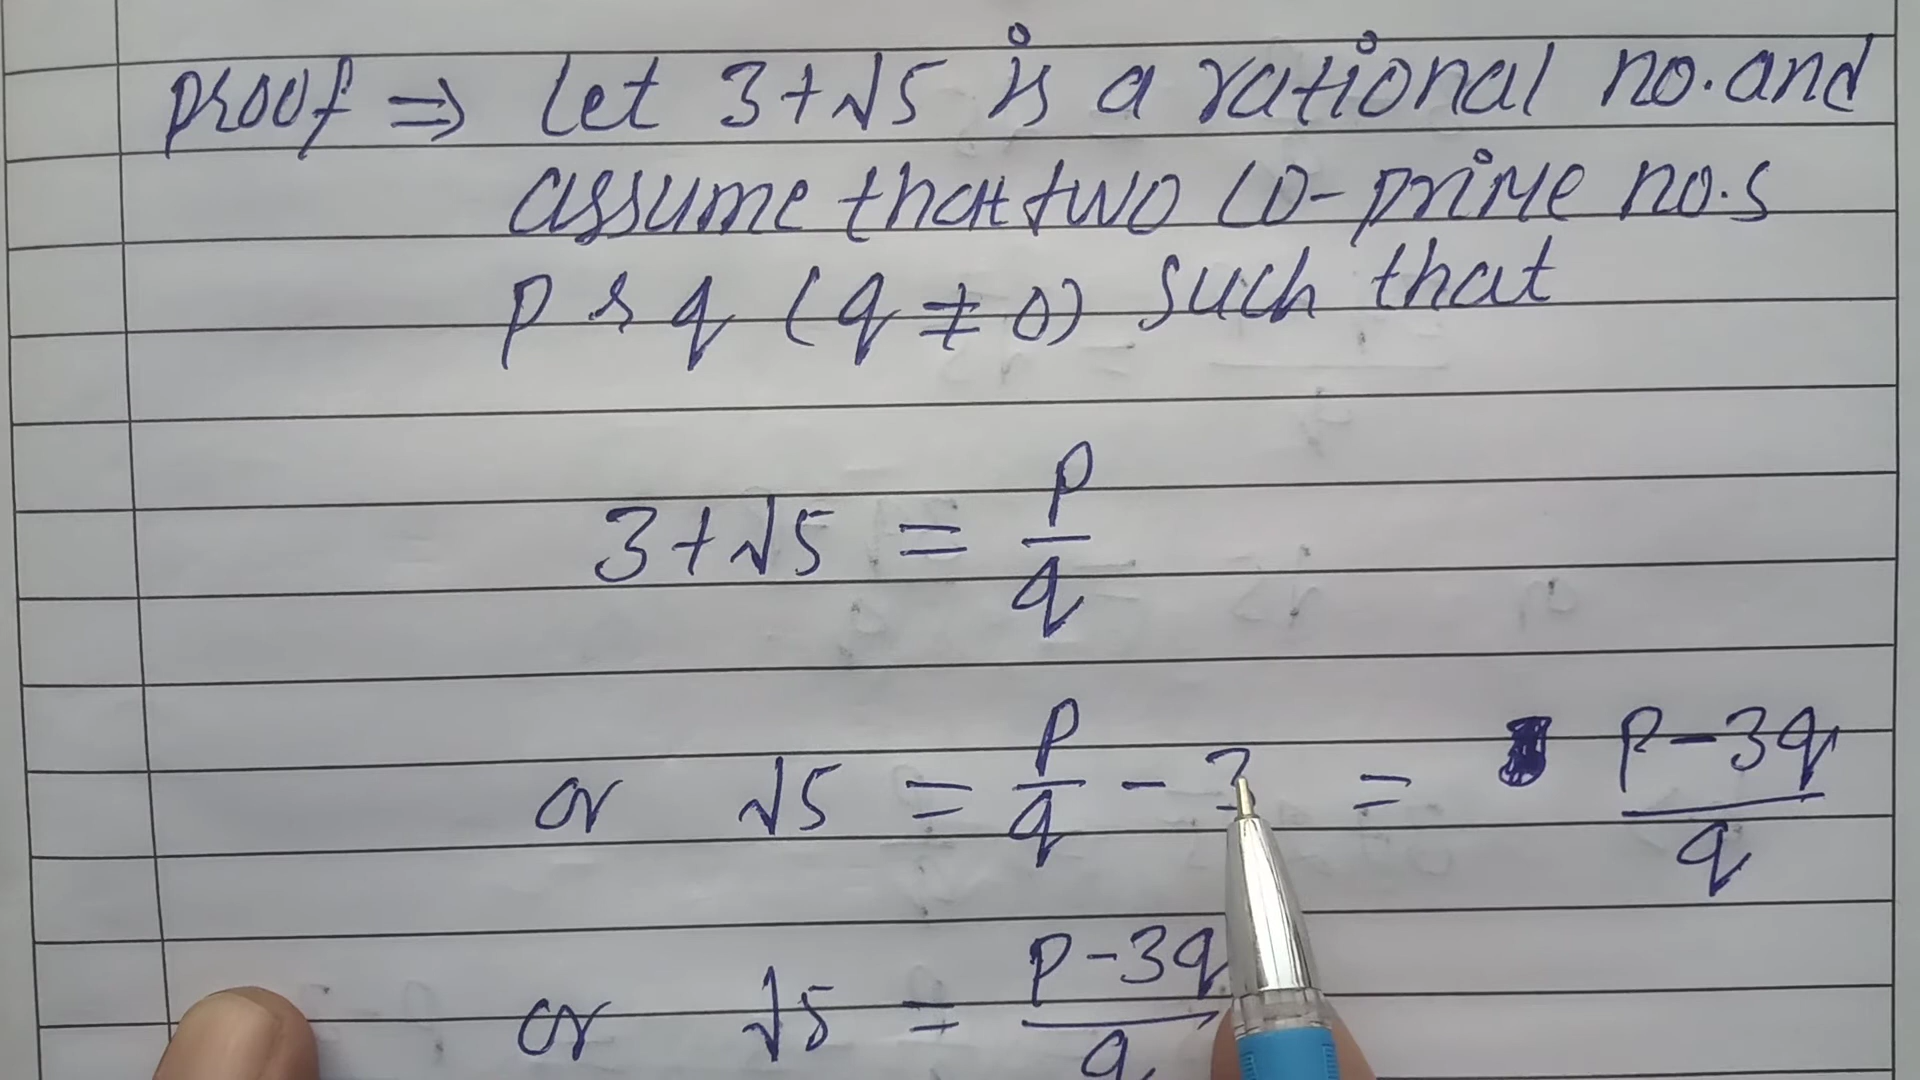 proof ⇒ Let 3+√5 is a rational no. and
assume that two co-prime no.s
p & q (q ≠ 0) such that
3+√5 = p/q
or √5 = p/q - 3 = p-3q/q
or √5 = p-3q/q